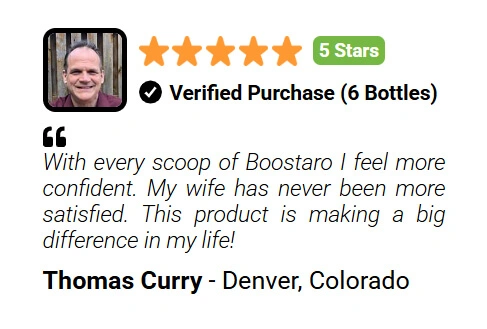 5 Stars
Verified Purchase (6 Bottles)
With every scoop of Boostaro I feel more
confident. My wife has never been more
satisfied. This product is making a big
difference in my life!
Thomas Curry - Denver, Colorado